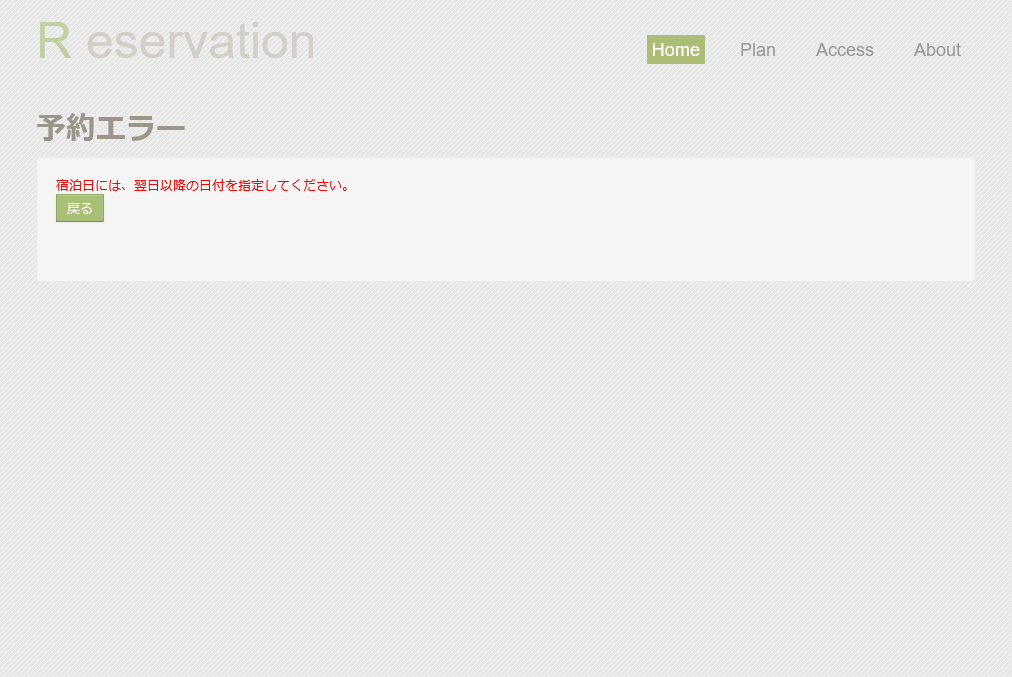 R eservation
Home Plan Access About
予約エラー
宿泊日には、翌日以降の日付を指定してください。
戻る